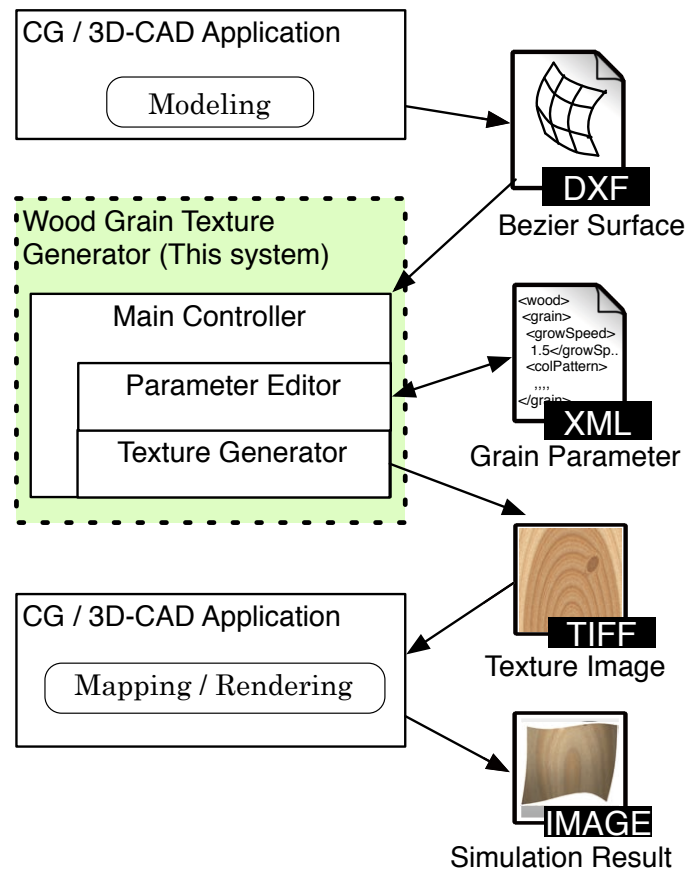 CG / 3D-CAD Application
Modeling
DXF
Bezier Surface
Wood Grain Texture
Generator (This system)
Main Controller
Parameter Editor
Texture Generator
<wood>
<grain>
<growSpeed>
1.5</growSp..
<colPattern>
,,,,
</grain>
XML
Grain Parameter
TIFF
Texture Image
CG / 3D-CAD Application
Mapping / Rendering
IMAGE
Simulation Result